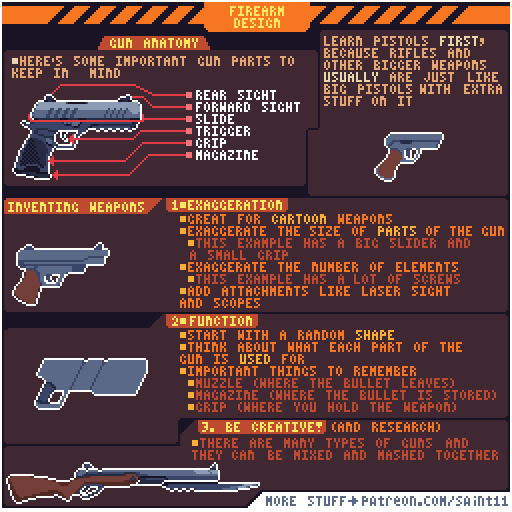 FIREARM
DESIGN
GUN ANATOMY
HERE'S SOME IMPORTANT GUN PARTS TO
KEEP IN MIND
REAR SIGHT
FORWARD SIGHT
SLIDE
TRIGGER
GRIP
MAGAZINE
LEARN PISTOLS FIRST,
BECAUSE RIFLES AND
OTHER BIGGER WEAPONS
USUALLY ARE JUST LIKE
BIG PISTOLS WITH EXTRA
STUFF ON IT
INVENTING WEAPONS
1 EXAGGERATION
GREAT FOR CARTOON WEAPONS
EXAGGERATE THE SIZE OF PARTS OF THE GUN
THIS EXAMPLE HAS A BIG SLIDER AND
A SMALL GRIP
EXAGGERATE THE NUMBER OF ELEMENTS
THIS EXAMPLE HAS A LOT OF SCREWS
ADD ATTACHMENTS LIKE LASER SIGHT
AND SCOPES
2 FUNCTION
START WITH A RANDOM SHAPE
THINK ABOUT WHAT EACH PART OF THE
GUN IS USED FOR
IMPORTANT THINGS TO REMEMBER
MUZZLE (WHERE THE BULLET LEAVES)
MAGAZINE (WHERE THE BULLET IS STORED)
GRIP (WHERE YOU HOLD THE WEAPON)
3. BE CREATIVE! (AND RESEARCH)
THERE ARE MANY TYPES OF GUNS AND
THEY CAN BE MIXED AND MASHED TOGETHER
MORE STUFF→PATREON.COM/SAINT11